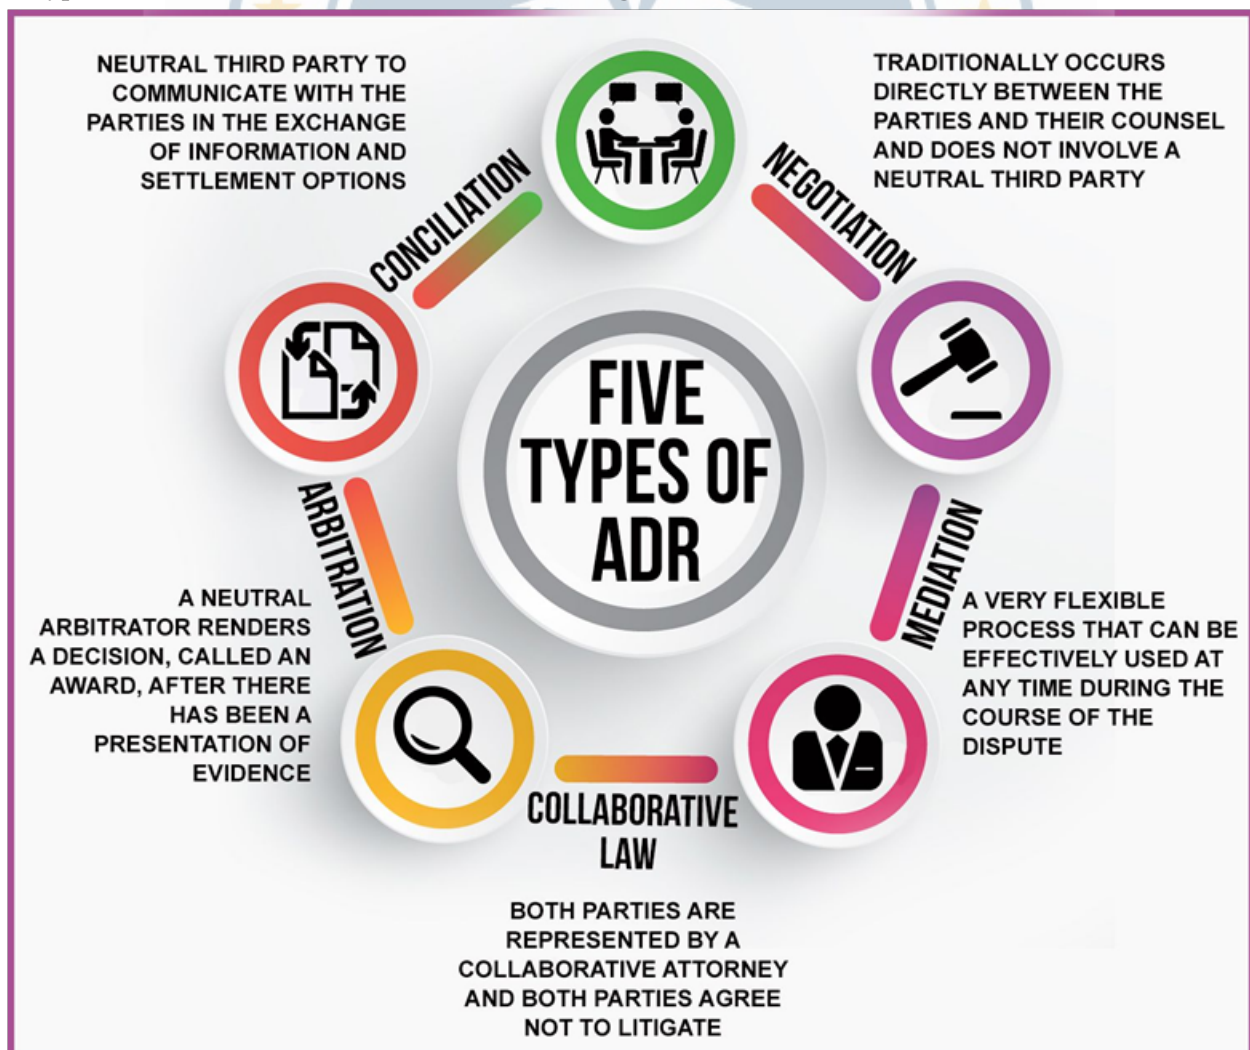 NEUTRAL THIRD PARTY TO
COMMUNICATE WITH THE
PARTIES IN THE EXCHANGE
OF INFORMATION AND
SETTLEMENT OPTIONS
CONCILIATION
TRADITIONALLY OCCURS
DIRECTLY BETWEEN THE
PARTIES AND THEIR COUNSEL
AND DOES NOT INVOLVE A
NEUTRAL THIRD PARTY
NEGOTIATION
FIVE
TYPES OF
ADR
ARBITRATION
A NEUTRAL
ARBITRATOR RENDERS
A DECISION, CALLED AN
AWARD, AFTER THERE
HAS BEEN A
PRESENTATION OF
EVIDENCE
MEDIATION
A VERY FLEXIBLE
PROCESS THAT CAN BE
EFFECTIVELY USED AT
ANY TIME DURING THE
COURSE OF THE
DISPUTE
COLLABORATIVE
LAW
BOTH PARTIES ARE
REPRESENTED BY A
COLLABORATIVE ATTORNEY
AND BOTH PARTIES AGREE
NOT TO LITIGATE